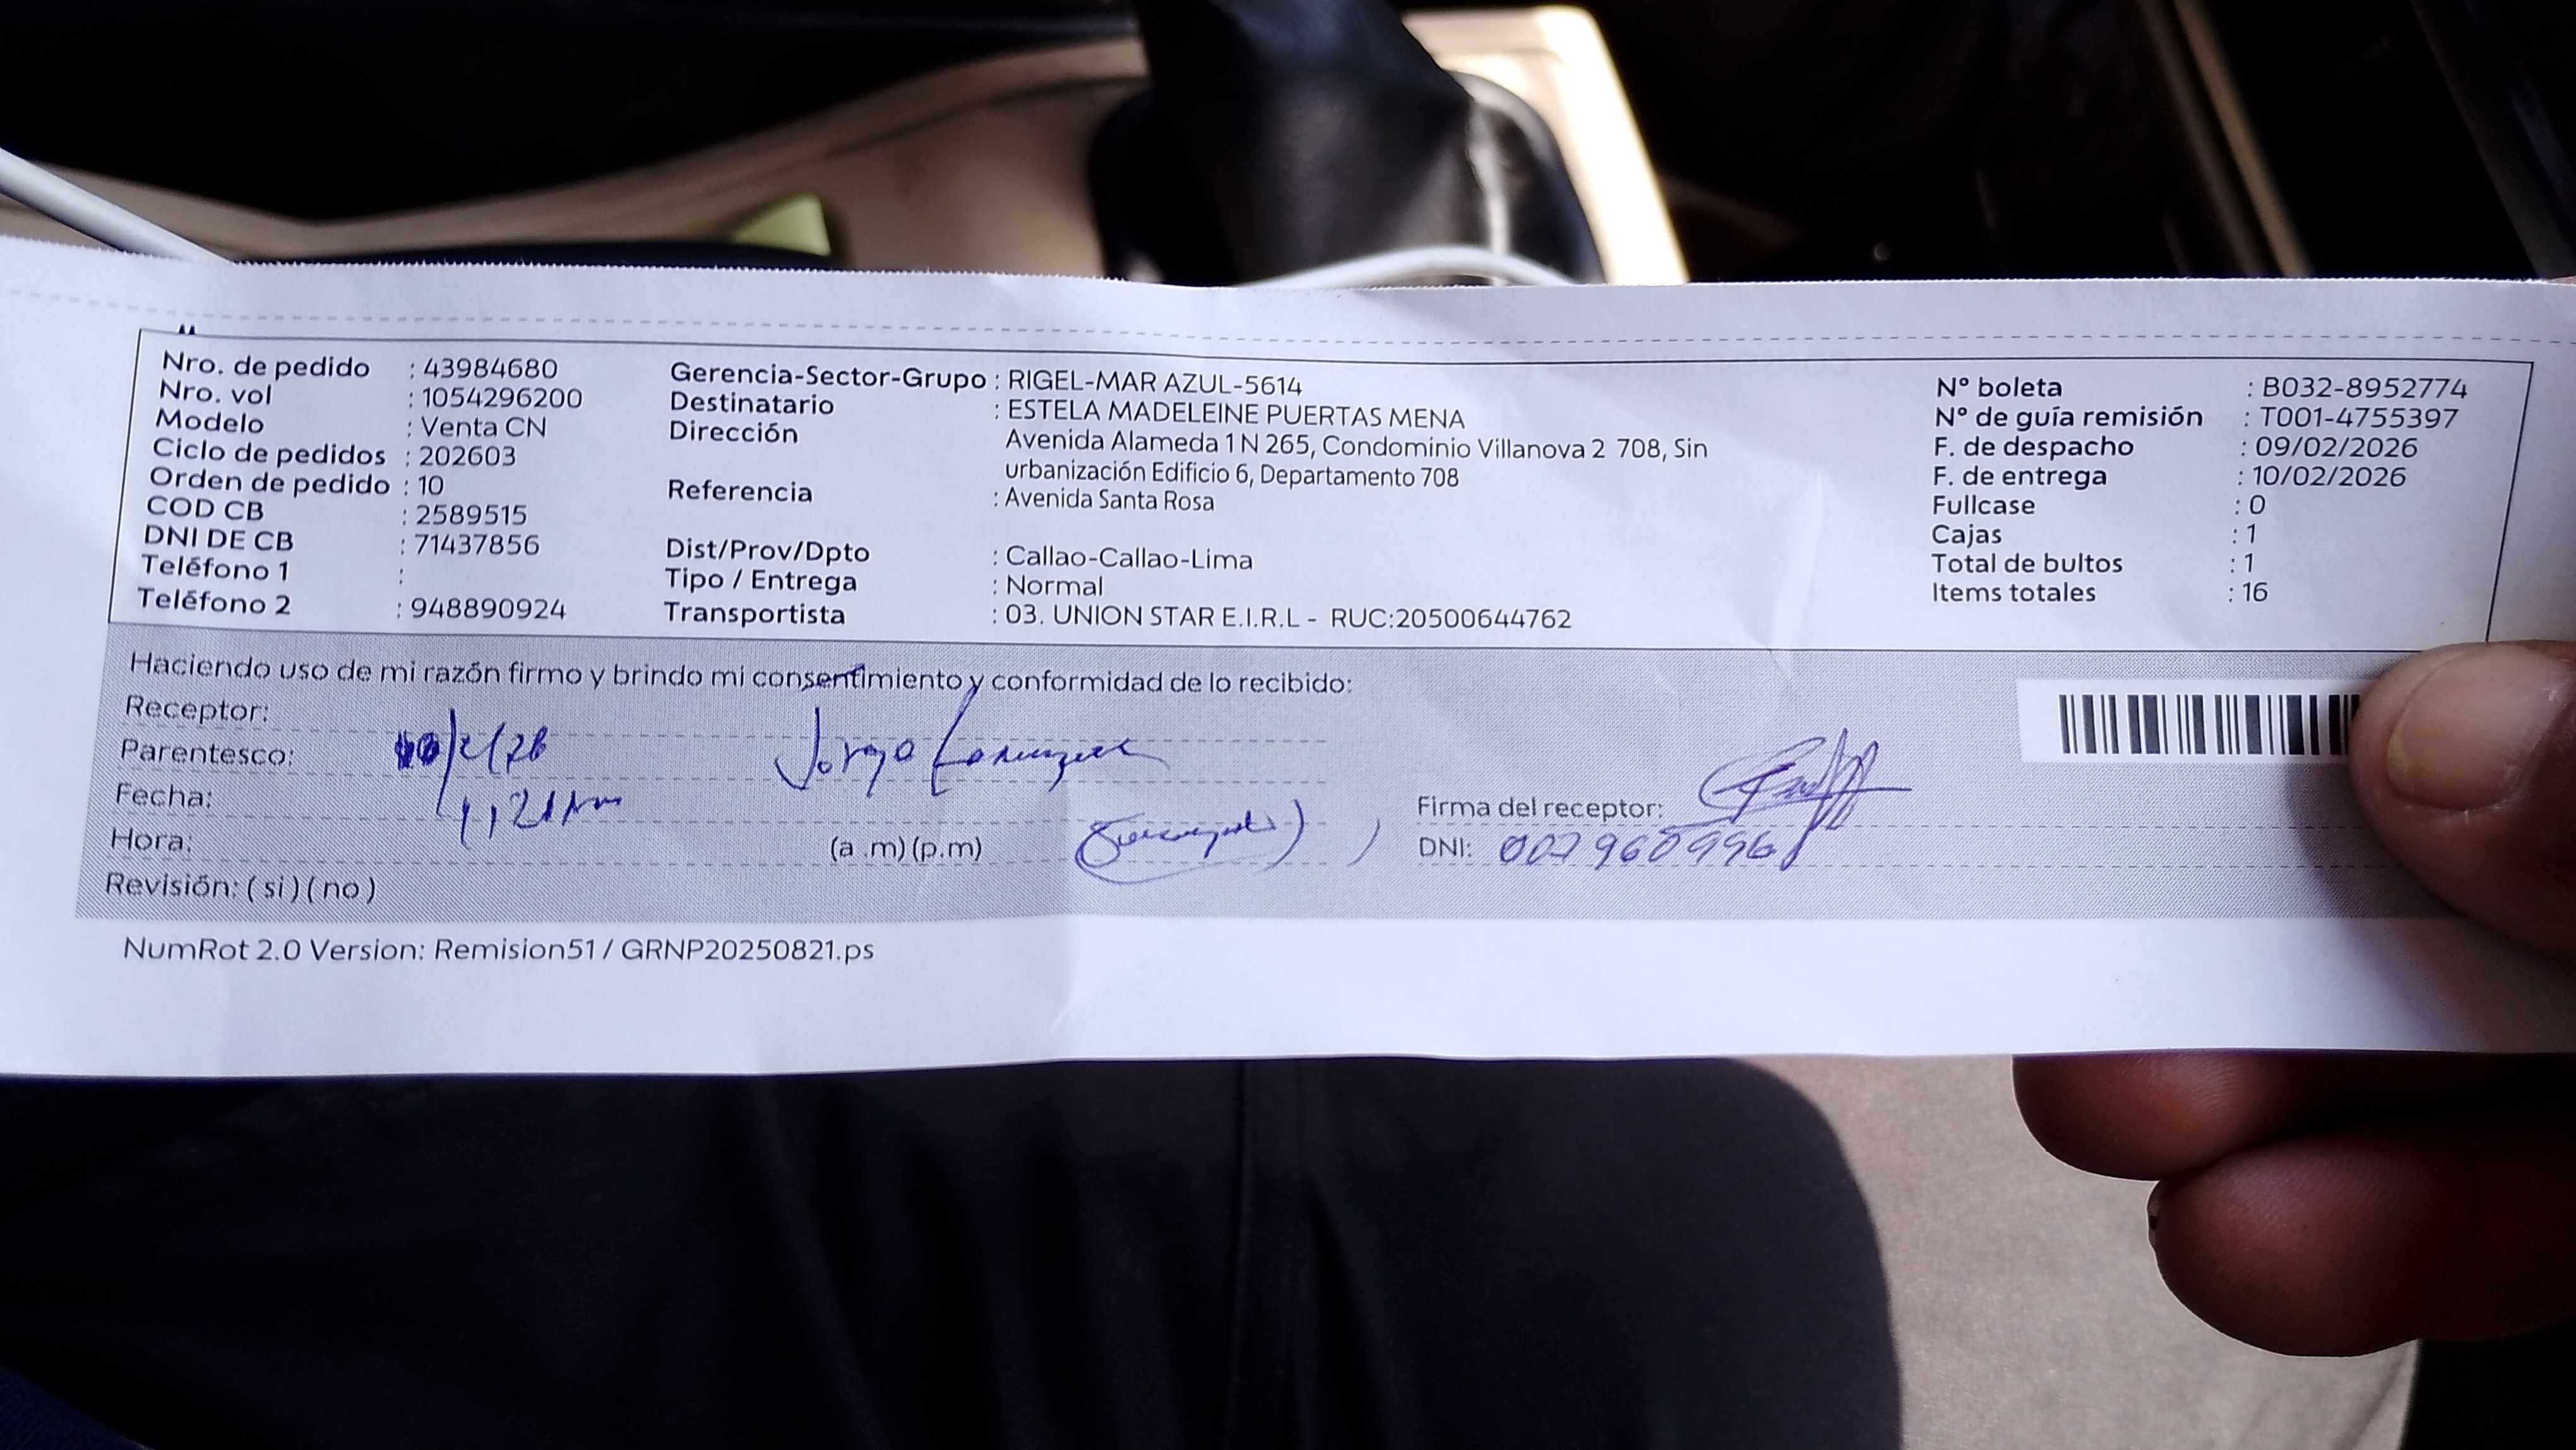 Nro. de pedido : 43984680
Nro. vol : 1054296200
Modelo : Venta CN
Ciclo de pedidos : 202603
Orden de pedido : 10
COD CB : 2589515
DNI DE CB : 71437856
Teléfono 1 :
Teléfono 2 : 948890924
Gerencia-Sector-Grupo : RIGEL-MAR AZUL-5614
Destinatario : ESTELA MADELEINE PUERTAS MENA
Dirección Avenida Alameda 1 N 265, Condominio Villanova 2 708, Sin
urbanización Edificio 6, Departamento 708
Referencia : Avenida Santa Rosa
Dist/Prov/Dpto : Callao-Callao-Lima
Tipo / Entrega : Normal
Transportista : 03. UNION STAR E.I.R.L - RUC:20500644762
N° boleta : B032-8952774
N° de guía remisión : T001-4755397
F. de despacho : 09/02/2026
F. de entrega : 10/02/2026
Fullcase : 0
Cajas : 1
Total de bultos : 1
Items totales : 16
Haciendo uso de mi razón firmo y brindo mi consentimiento y conformidad de lo recibido:
Receptor:
Parentesco: Jorge
Fecha:
Hora: (a .m) (p.m)
Revisión: ( si ) ( no )
Firma del receptor:
DNI: 007960996
NumRot 2.0 Version: Remision51 / GRNP20250821.ps